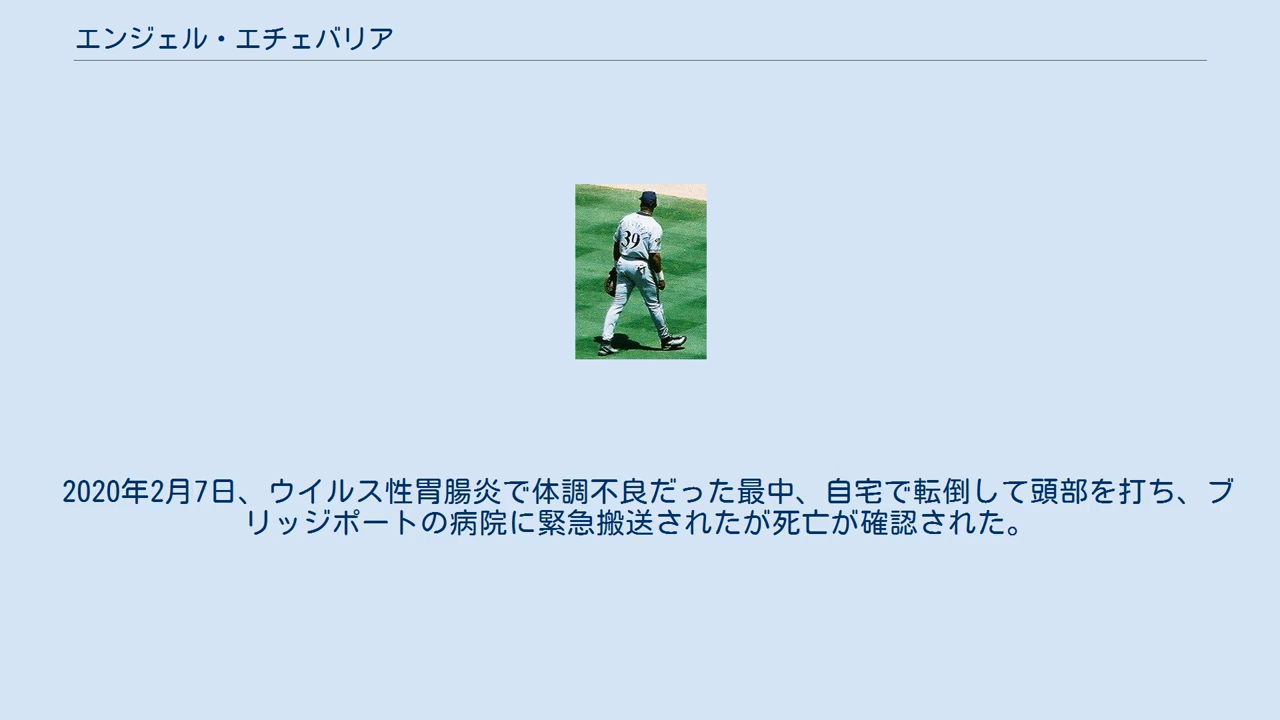 エンジェル・エチェバリア
39
2020年2月7日、ウイルス性胃腸炎で体調不良だった最中、自宅で転倒して頭部を打ち、ブ
リッジポートの病院に緊急搬送されたが死亡が確認された。